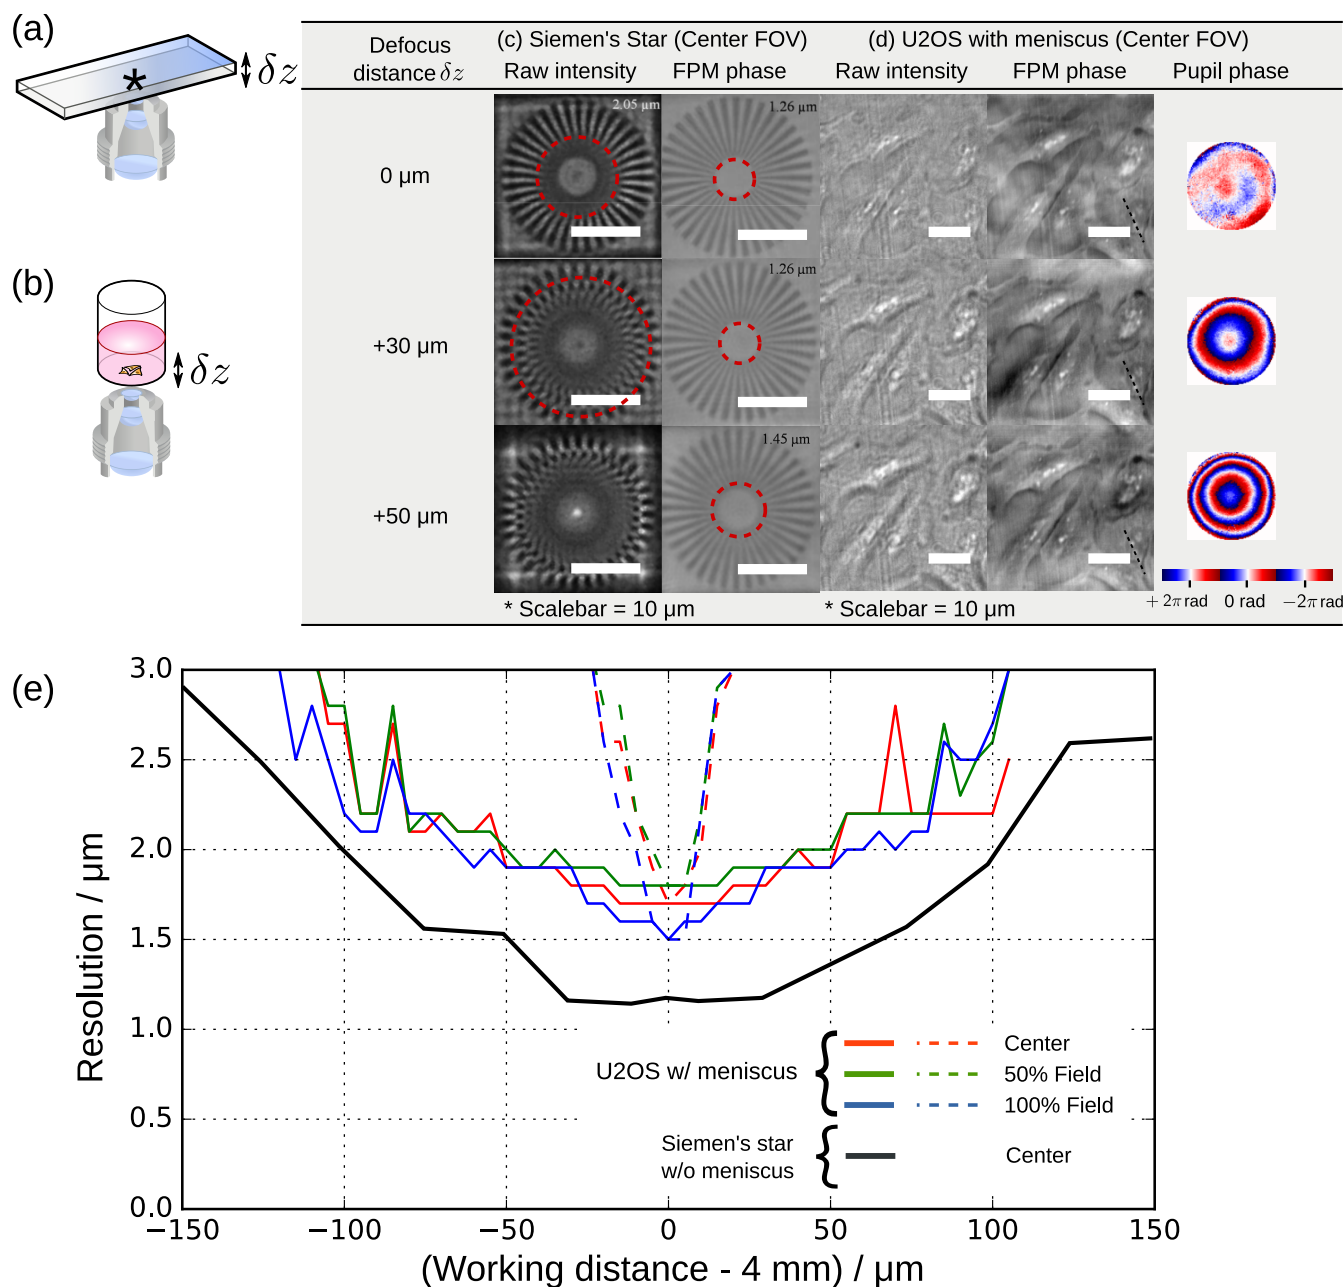 (a)
δz
(b)
δz
Defocus distance δz
(c) Siemen's Star (Center FOV)
(d) U2OS with meniscus (Center FOV)
Raw intensity
FPM phase
Raw intensity
FPM phase
Pupil phase
0 µm
2.05 µm
1.26 µm
+30 µm
1.26 µm
+50 µm
1.45 µm
* Scalebar = 10 µm
* Scalebar = 10 µm
+2π rad
0 rad
−2π rad
(e)
3.0
2.5
2.0
1.5
1.0
0.5
0.0
Resolution / µm
−150
−100
−50
0
50
100
150
(Working distance - 4 mm) / µm
U2OS w/ meniscus
Center
50% Field
100% Field
Siemen's star
w/o meniscus
Center